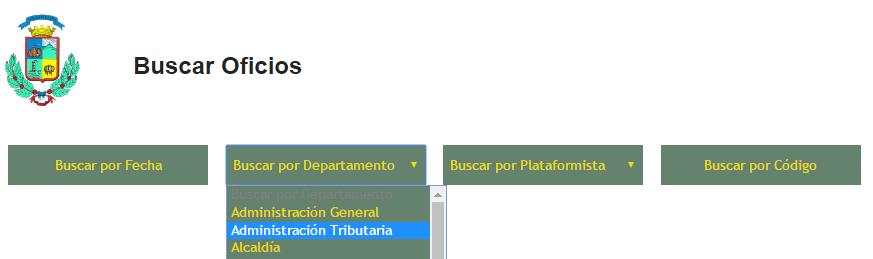 Buscar Oficios
Buscar por Fecha
Buscar por Departamento
Buscar por Plataformista
Buscar por Código
Buscar por Departamento
Administración General
Administración Tributaria
Alcaldía